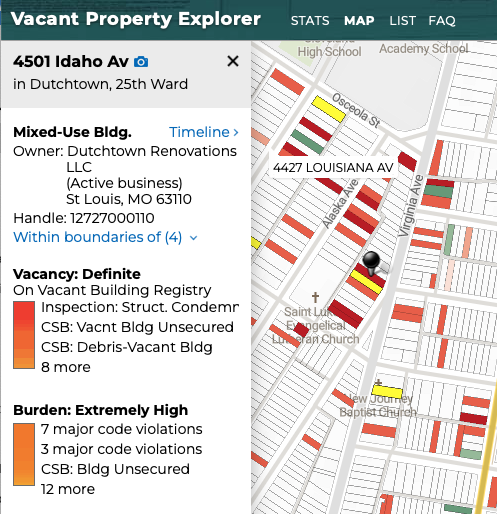 Vacant Property Explorer
STATS MAP LIST FAQ
4501 Idaho Av
in Dutchtown, 25th Ward
Mixed-Use Bldg. Timeline ›
Owner: Dutchtown Renovations
LLC
(Active business)
St Louis, MO 63110
Handle: 12727000110
Within boundaries of (4)
Vacancy: Definite
On Vacant Building Registry
Inspection: Struct. Condemn
CSB: Vacnt Bldg Unsecured
CSB: Debris-Vacant BLdg
8 more
Burden: Extremely High
7 major code violations
3 major code violations
CSB: Bldg Unsecured
12 more
High School
Academy School
Osceola St
4427 LOUISIANA AV
Alaska Ave
Virginia Ave
Saint Luk
Evangelical
Lutheran Church
New Journey
Baptist Church